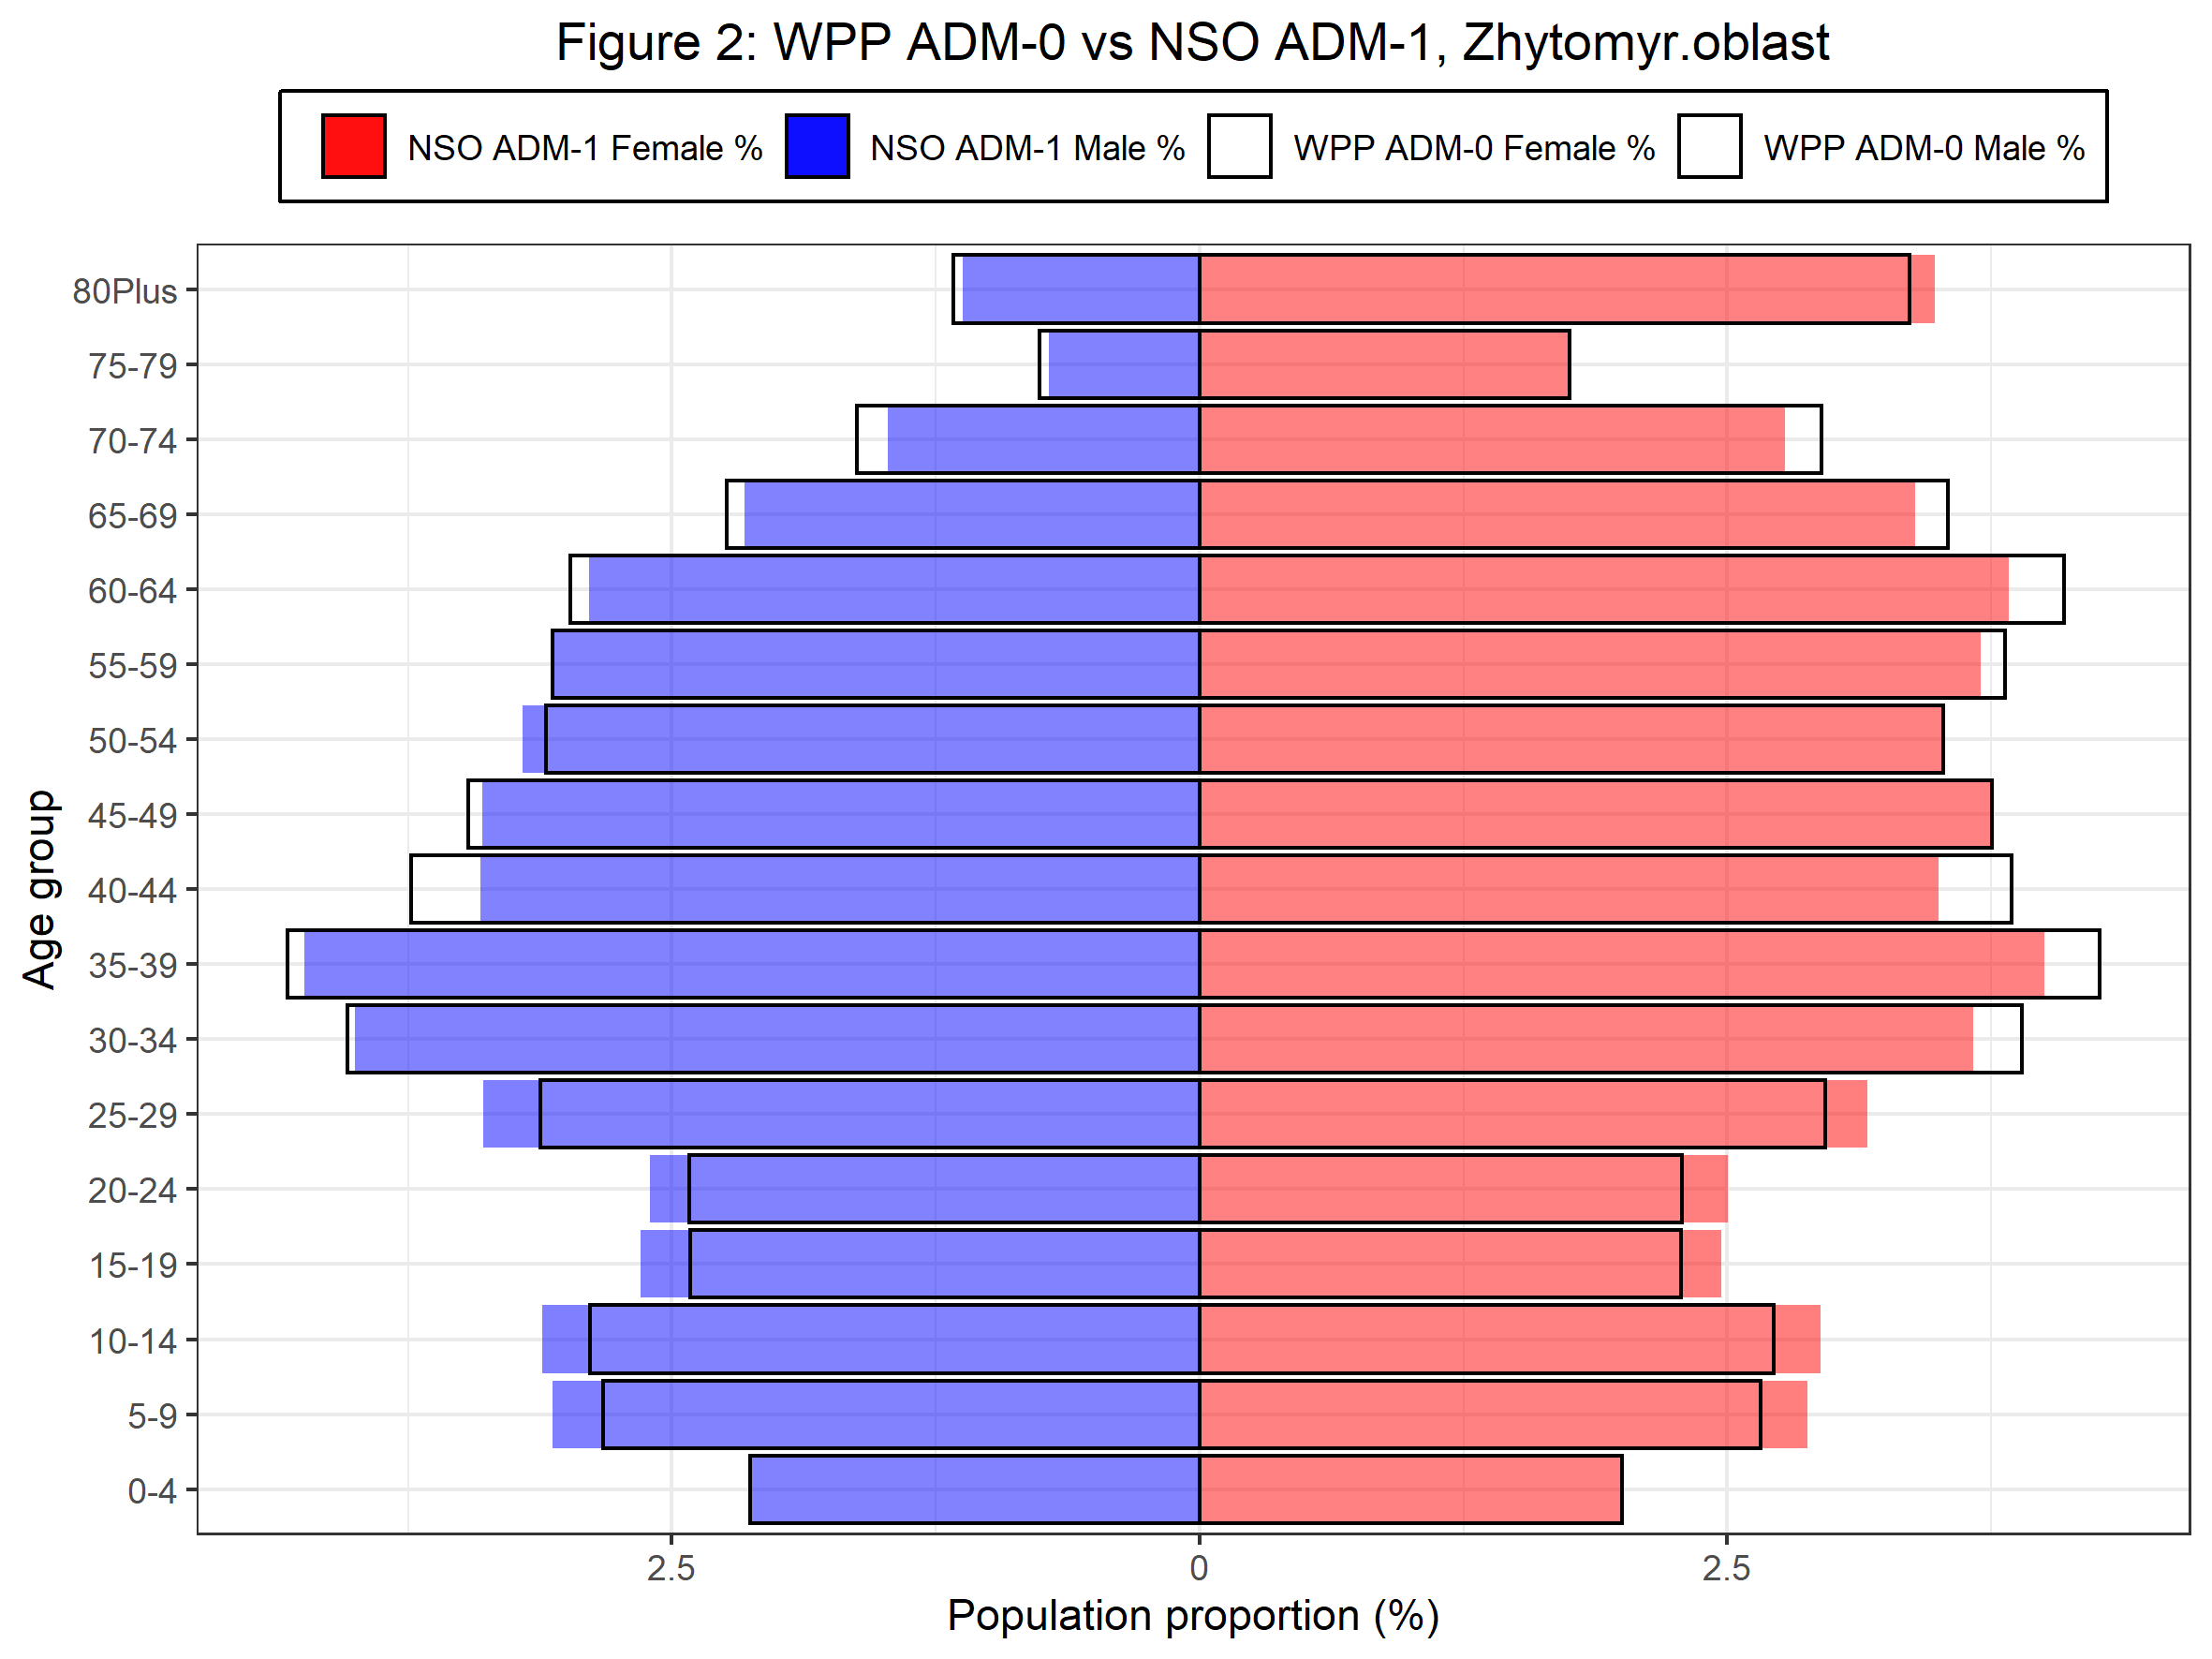 Figure 2: WPP ADM-0 vs NSO ADM-1, Zhytomyr.oblast
NSO ADM-1 Female % NSO ADM-1 Male % WPP ADM-0 Female % WPP ADM-0 Male %
80Plus
75-79
70-74
65-69
60-64
55-59
50-54
45-49
40-44
35-39
30-34
25-29
20-24
15-19
10-14
5-9
0-4
Age group
2.5 0 2.5
Population proportion (%)